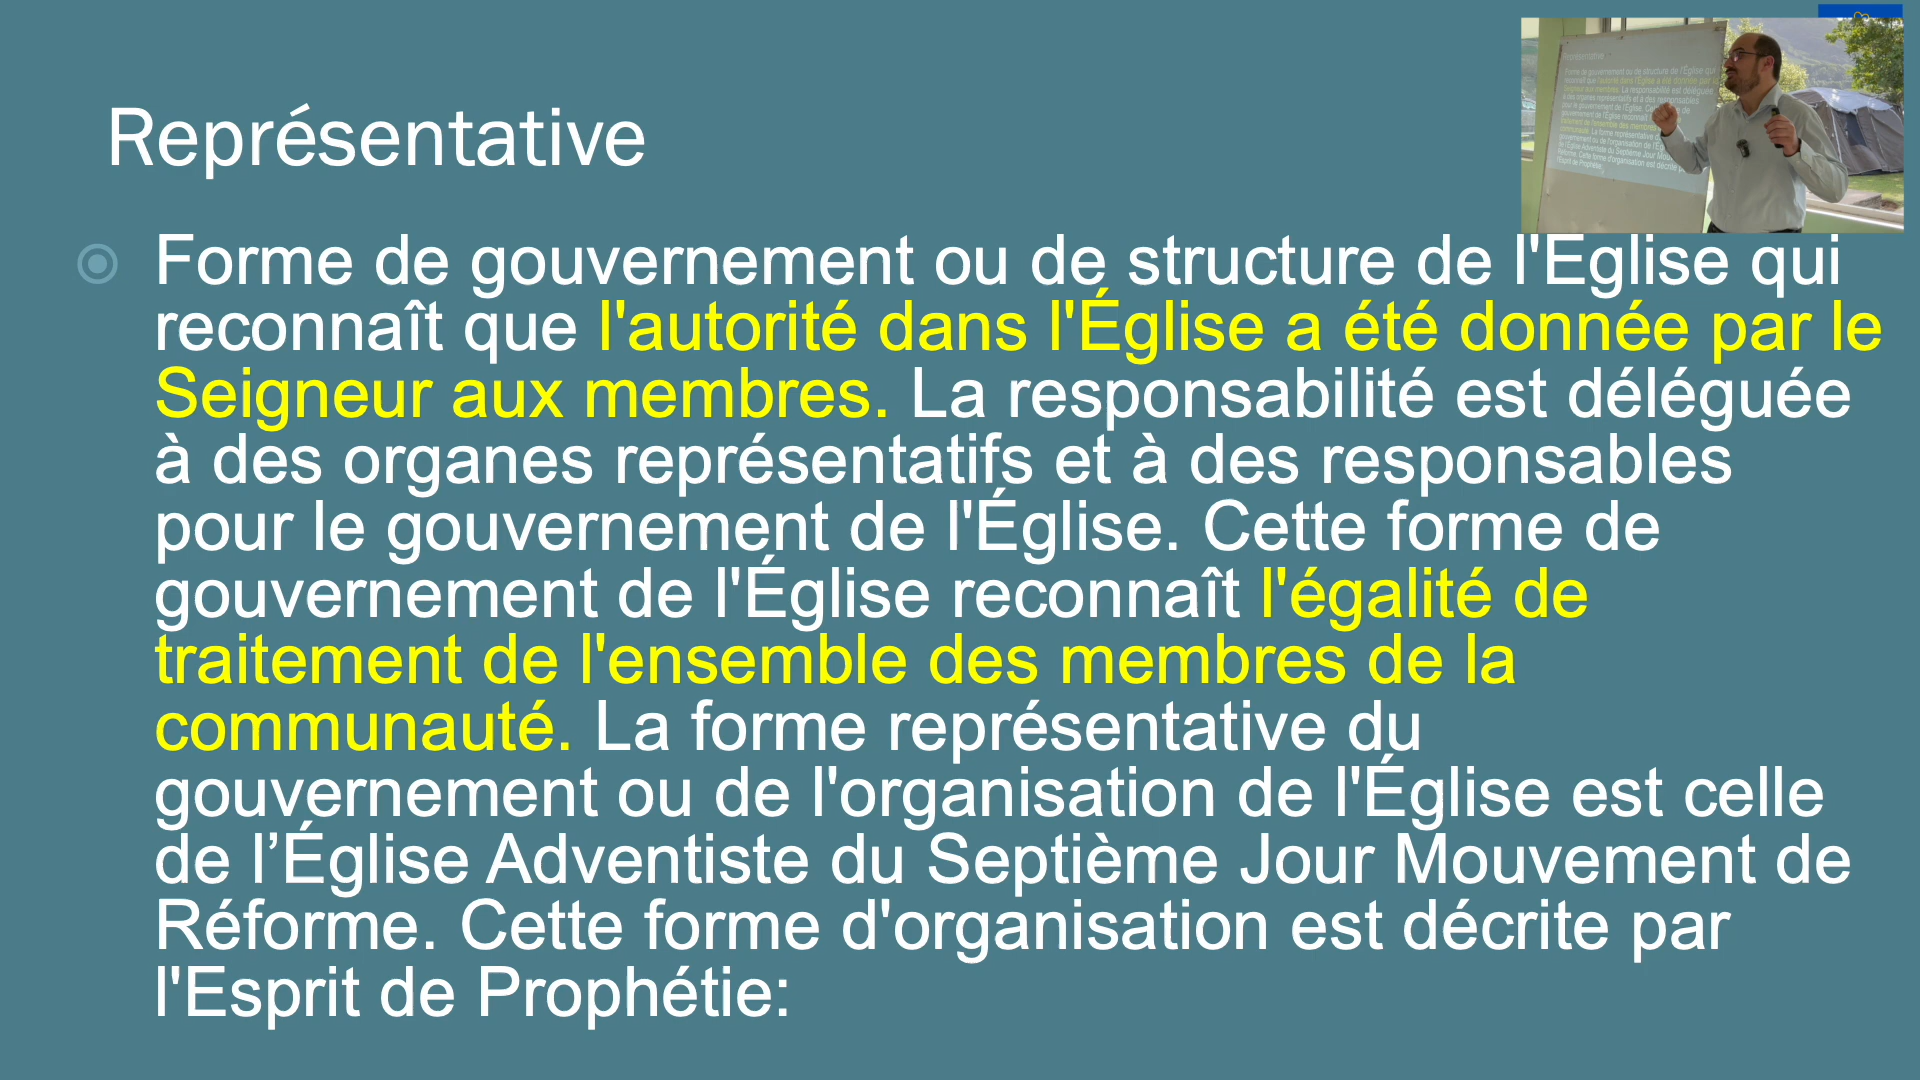 Représentative
Forme de gouvernement ou de structure de l'Église qui
reconnaît que l'autorité dans l'Église a été donnée par le
Seigneur aux membres. La responsabilité est déléguée
à des organes représentatifs et à des responsables
pour le gouvernement de l'Église. Cette forme de
gouvernement de l'Église reconnaît l'égalité de
traitement de l'ensemble des membres de la
communauté. La forme représentative du
gouvernement ou de l'organisation de l'Église est celle
de l’Église Adventiste du Septième Jour Mouvement de
Réforme. Cette forme d'organisation est décrite par
l'Esprit de Prophétie: